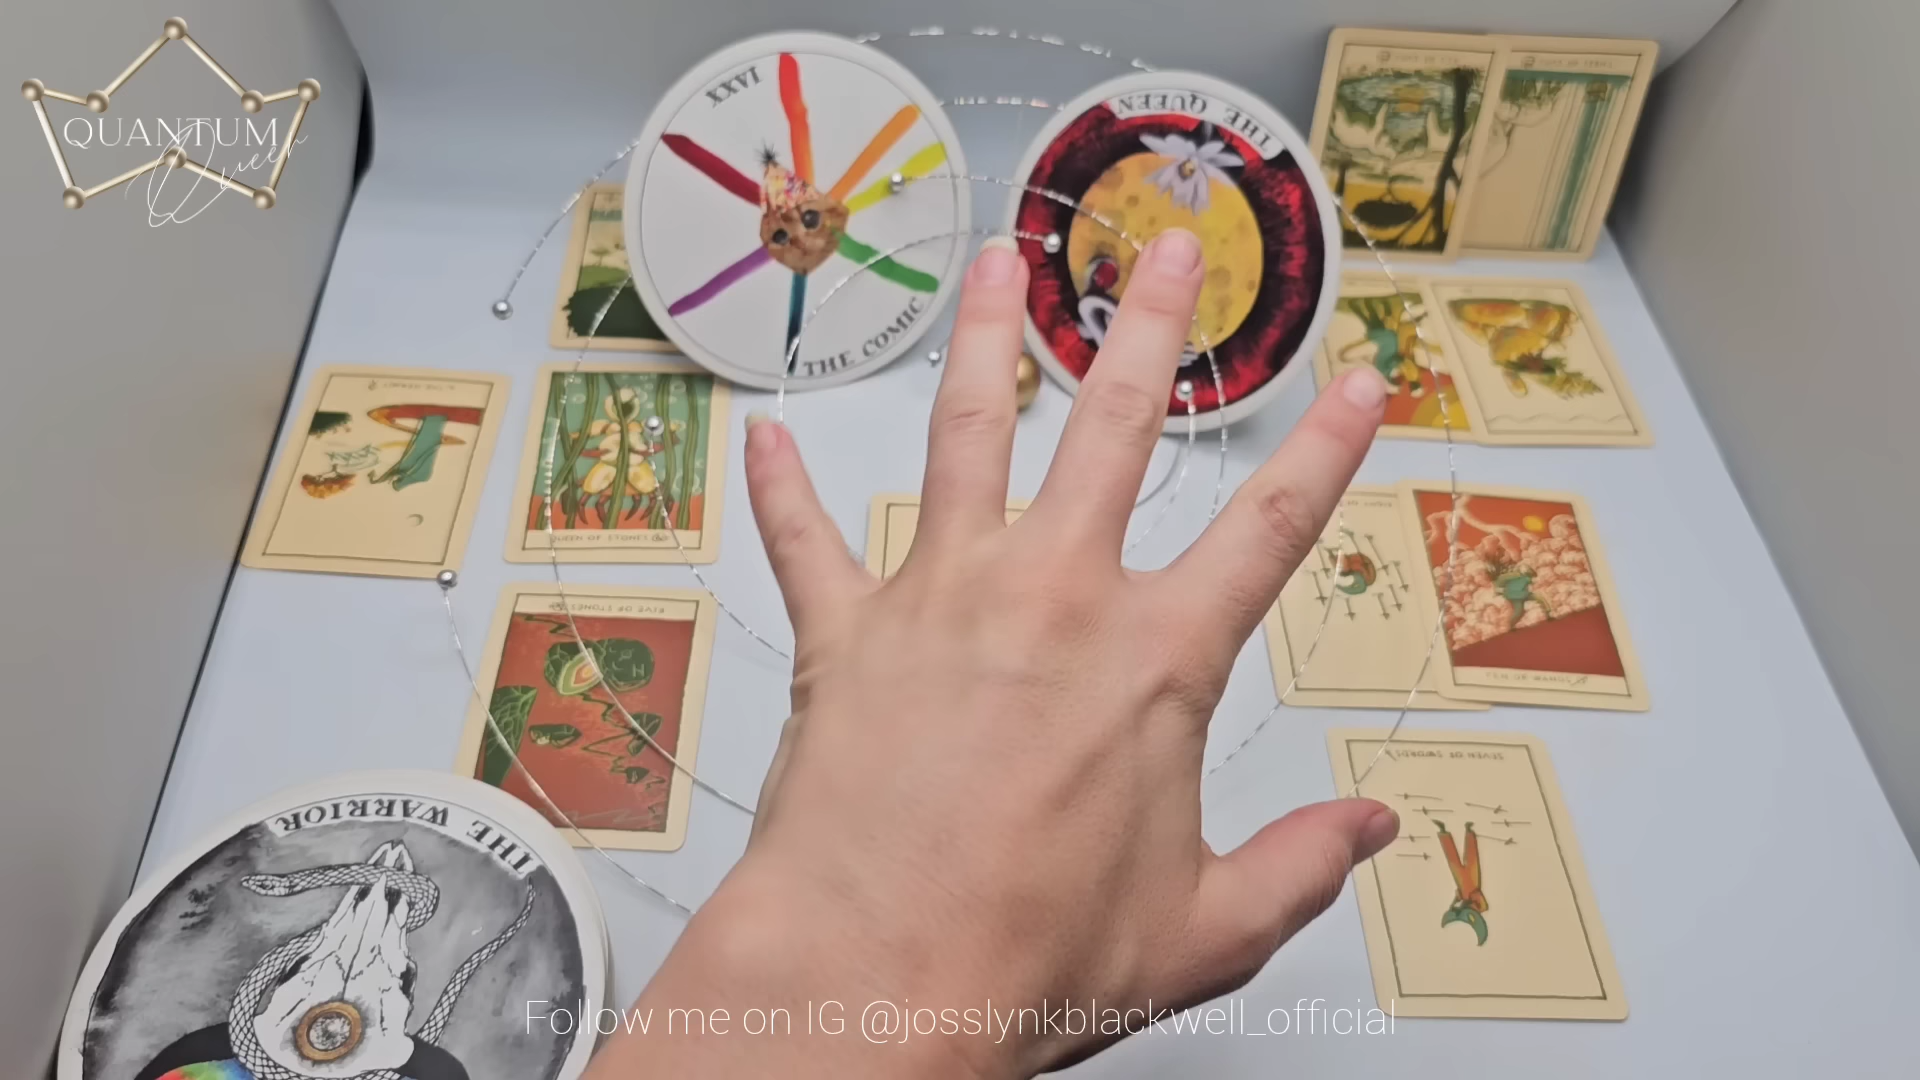 QUANTUM
Queen
XXVI
THE COMIC
THE QUEEN
QUEEN OF STONES
FIVE OF STONES
TEN OF WANDS
SEVEN OF SWORDS
THE WARRIOR
Follow me on IG @josslynkblackwell_official